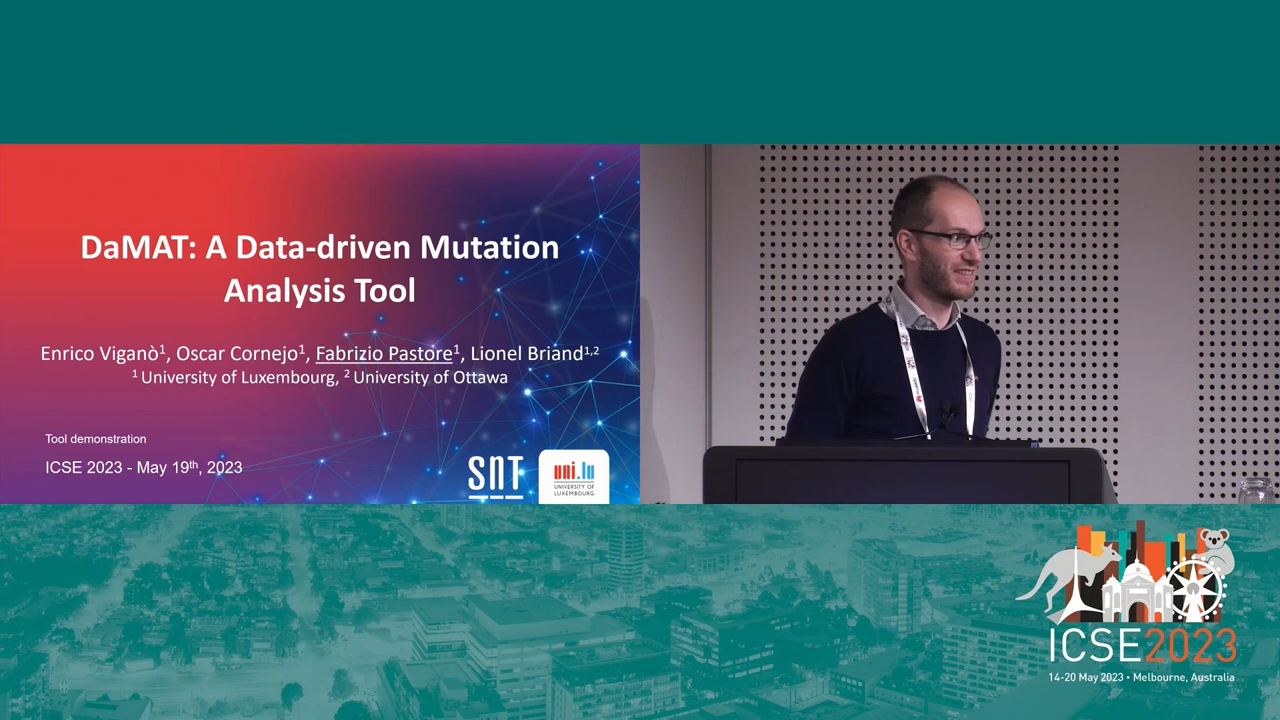 DaMAT: A Data-driven Mutation
Analysis Tool
Enrico Viganò1, Oscar Cornejo1, Fabrizio Pastore1, Lionel Briand1,2
1 University of Luxembourg, 2 University of Ottawa
Tool demonstration
ICSE 2023 - May 19th, 2023
SNT
uni.lu
UNIVERSITY OF
LUXEMBOURG
ICSE2023
14-20 May 2023 • Melbourne, Australia